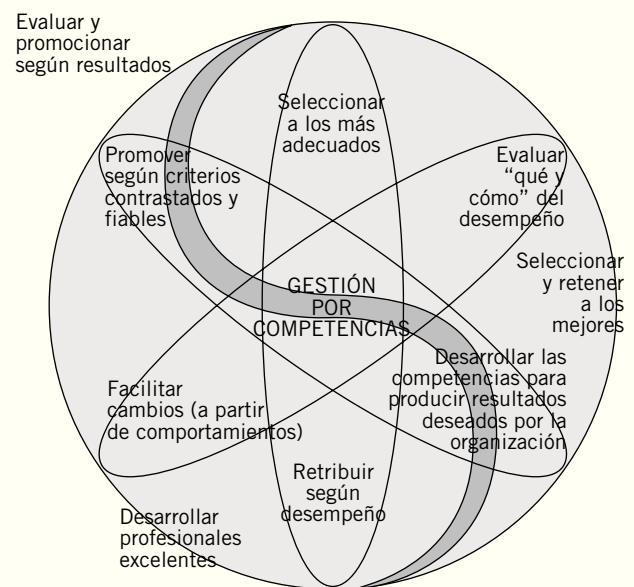 Evaluar y
promocionar
según resultados
Seleccionar
a los más
adecuados
Promover
según criterios
contrastados y
fiables
Evaluar
“qué y
cómo” del
desempeño
Seleccionar
y retener
a los
mejores
GESTIÓN
POR
COMPETENCIAS
Desarrollar las
competencias para
producir resultados
deseados por la
organización
Facilitar
cambios (a partir
de comportamientos)
Retribuir
según
desempeño
Desarrollar
profesionales
excelentes